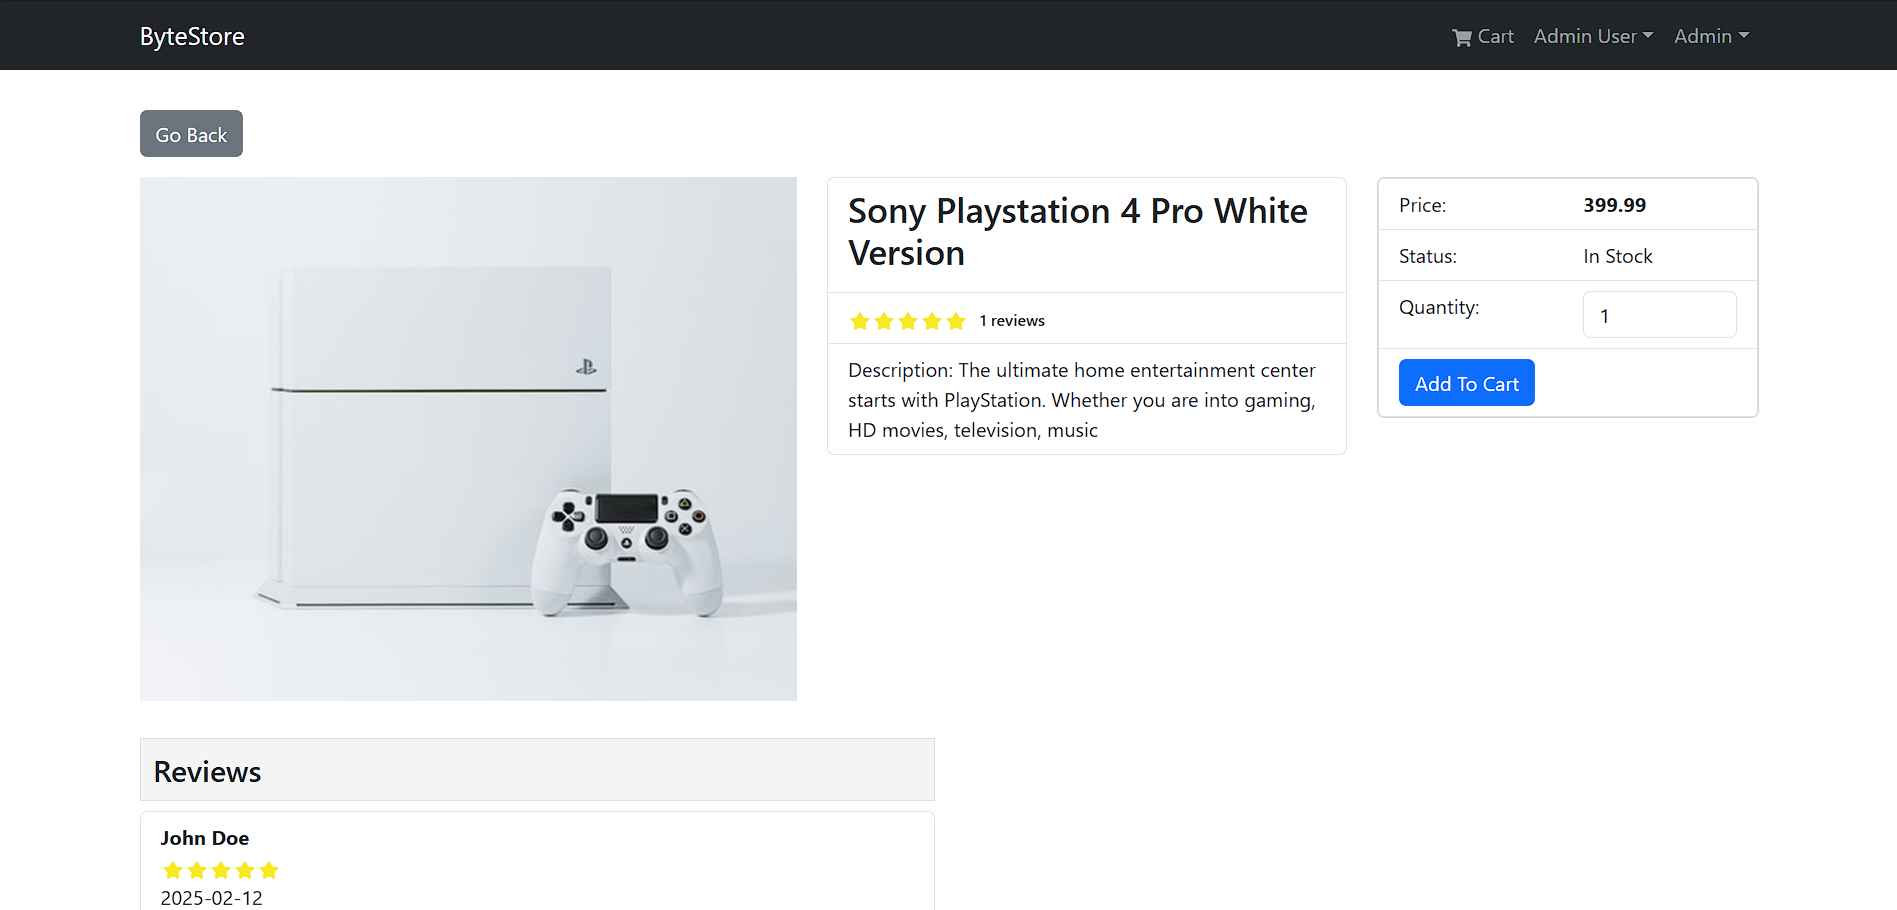 ByteStore
Cart Admin User Admin
Go Back
Sony Playstation 4 Pro White
Version
1 reviews
Description: The ultimate home entertainment center
starts with PlayStation. Whether you are into gaming,
HD movies, television, music
Price: 399.99
Status: In Stock
Quantity: 1
Add To Cart
Reviews
John Doe
2025-02-12